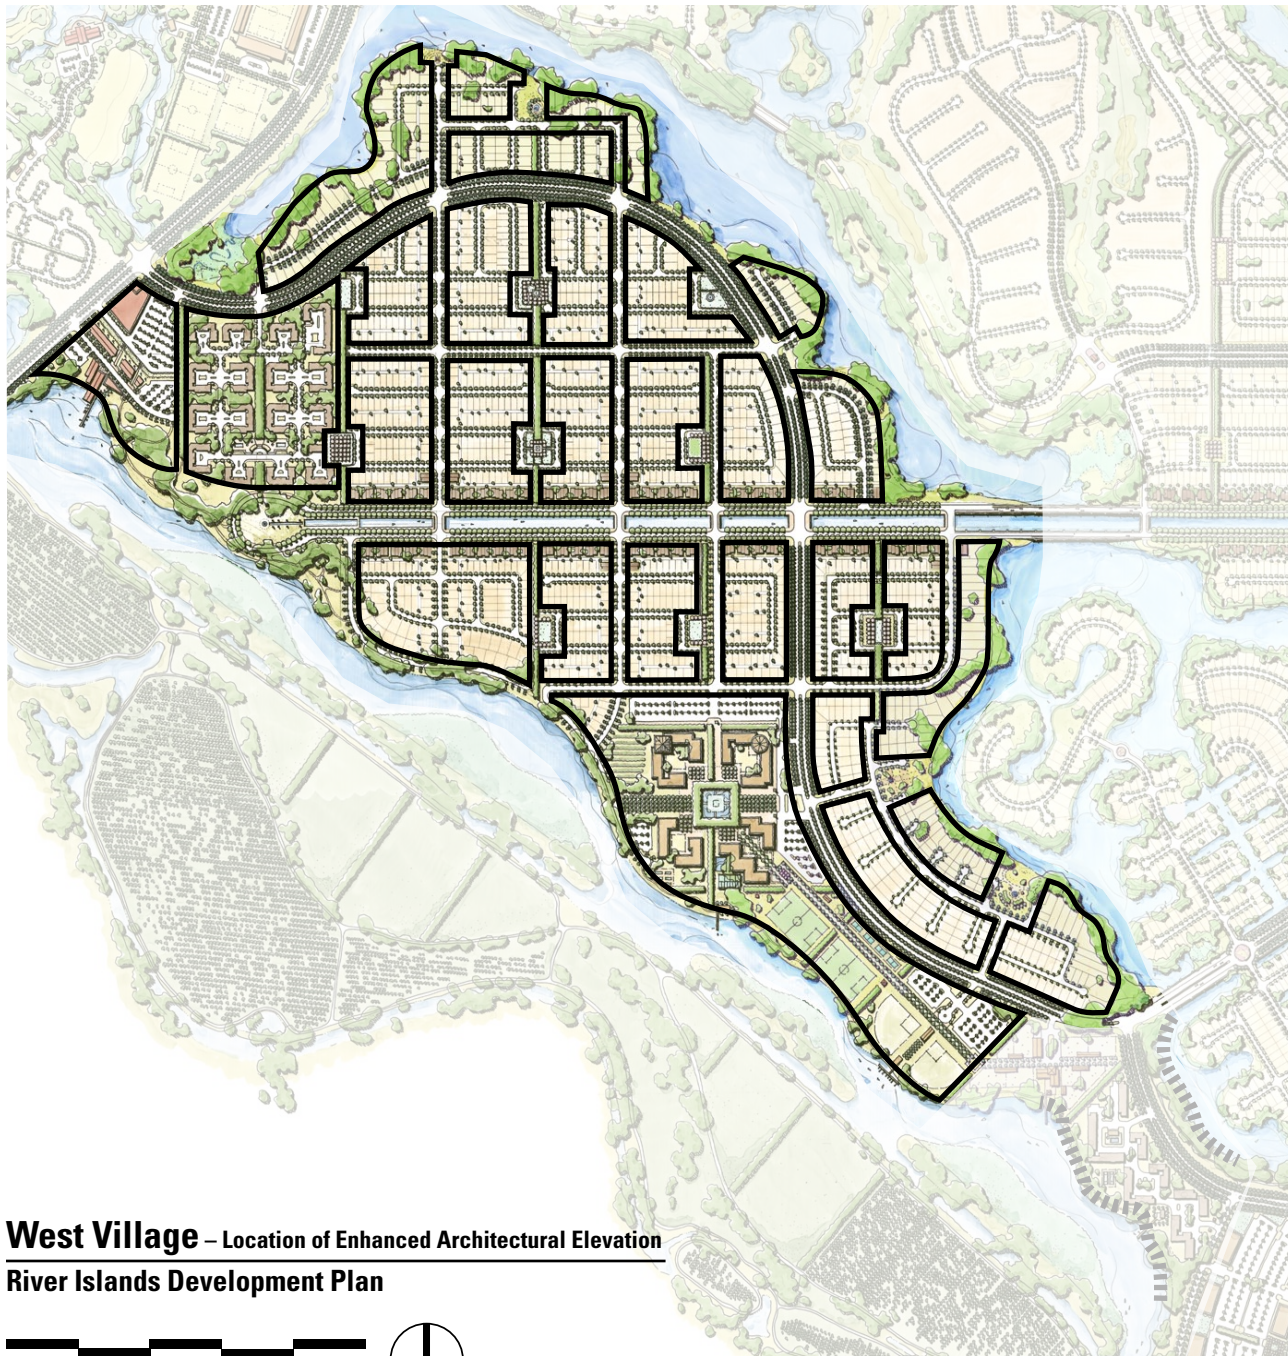 West Village – Location of Enhanced Architectural Elevation
River Islands Development Plan